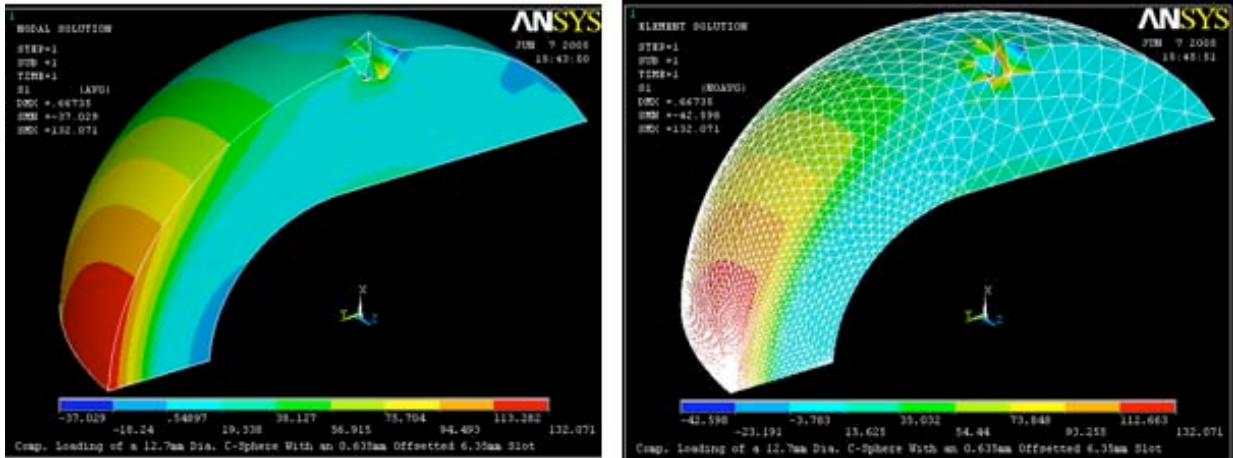 1
ANSYS
NODAL SOLUTION
JUN 7 2008
15:43:00
STEP=1
SUB =1
TIME=1
S1 (AVG)
DMX =.66735
SMN =-37.029
SMX =132.071
X
Y
Z
-37.029 .54897 38.127 75.704 113.282
-18.24 19.338 56.915 94.493 132.071
Comp. Loading of a 12.7mm Dia. C-Sphere With an 0.635mm Offsetted 6.35mm Slot
1
ANSYS
ELEMENT SOLUTION
JUN 7 2008
15:45:51
STEP=1
SUB =1
TIME=1
S1 (NOAVG)
DMX =.66735
SMN =-42.598
SMX =132.071
X
Y
Z
-42.598 -3.783 35.032 73.848 112.663
-23.191 15.625 54.44 93.255 132.071
Comp. Loading of a 12.7mm Dia. C-Sphere With an 0.635mm Offsetted 6.35mm Slot